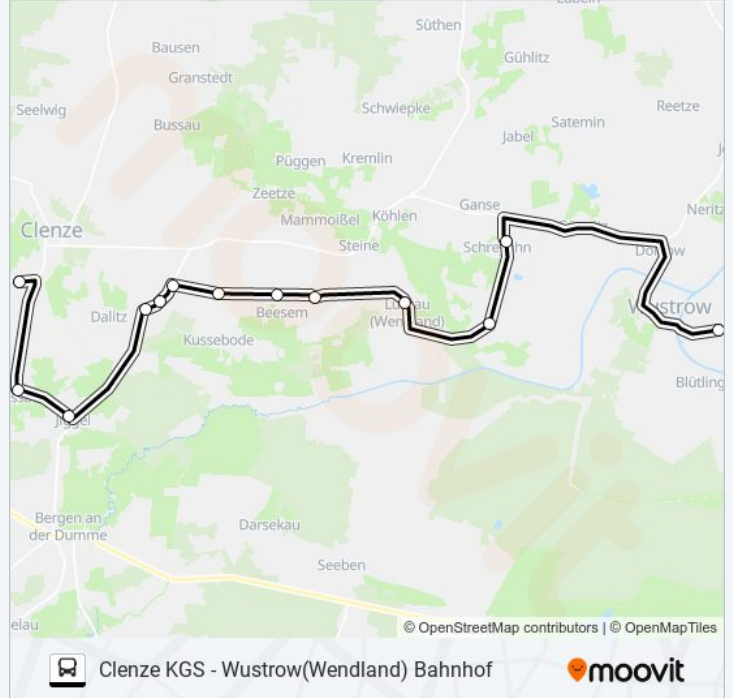 Süthen
Bausen
Gühlitz
Granstedt
Seelwig
Schwiepke
Reetze
Bussau
Satemin
Jabel
Püggen
Kremlin
Zeetze
Ganse
Mammoißel
Köhlen
Clenze
Steine
Dalitz
Beesem
(Wendland)
Wustrow
Kussebode
Jiggel
Bergen an
der Dumme
Darsekau
Seeben
© OpenStreetMap contributors | © OpenMapTiles
Clenze KGS - Wustrow(Wendland) Bahnhof
moovit